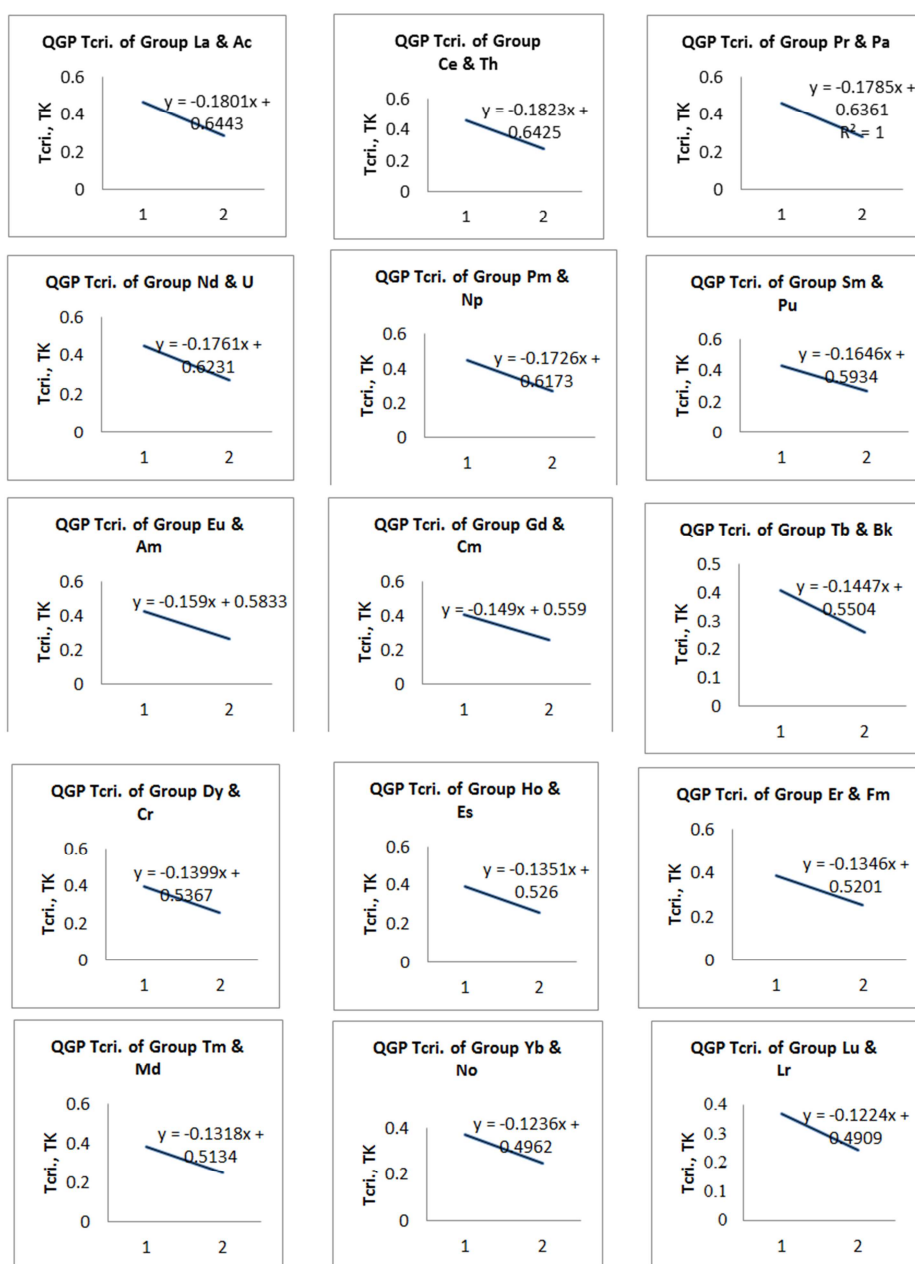 QGP Tcri. of Group La & Ac
Tcri., TK
0.6
0.4
0.2
0
y = -0.1801x +
0.6443
1
2
QGP Tcri. of Group
Ce & Th
Tcri., TK
0.6
0.4
0.2
0
y = -0.1823x +
0.6425
1
2
QGP Tcri. of Group Pr & Pa
Tcri., TK
0.6
0.4
0.2
0
y = -0.1785x +
0.6361
R² = 1
1
2
QGP Tcri. of Group Nd & U
Tcri., TK
0.6
0.4
0.2
0
y = -0.1761x +
0.6231
1
2
QGP Tcri. of Group Pm &
Np
Tcri., TK
0.6
0.4
0.2
0
y = -0.1726x +
0.6173
1
2
QGP Tcri. of Group Sm &
Pu
Tcri., TK
0.6
0.4
0.2
0
y = -0.1646x +
0.5934
1
2
QGP Tcri. of Group Eu &
Am
Tcri., TK
0.6
0.4
0.2
0
y = -0.159x + 0.5833
1
2
QGP Tcri. of Group Gd &
Cm
Tcri., TK
0.6
0.4
0.2
0
y = -0.149x + 0.559
1
2
QGP Tcri. of Group Tb & Bk
Tcri., TK
0.5
0.4
0.3
0.2
0.1
0
y = -0.1447x +
0.5504
1
2
QGP Tcri. of Group Dy &
Cr
Tcri., TK
0.6
0.4
0.2
0
y = -0.1399x +
0.5367
1
2
QGP Tcri. of Group Ho &
Es
Tcri., TK
0.6
0.4
0.2
0
y = -0.1351x +
0.526
1
2
QGP Tcri. of Group Er & Fm
Tcri., TK
0.6
0.4
0.2
0
y = -0.1346x +
0.5201
1
2
QGP Tcri. of Group Tm &
Md
Tcri., TK
0.6
0.4
0.2
0
y = -0.1318x +
0.5134
1
2
QGP Tcri. of Group Yb &
No
Tcri., TK
0.4
0.2
0
y = -0.1236x +
0.4962
1
2
QGP Tcri. of Group Lu &
Lr
Tcri., TK
0.4
0.3
0.2
0.1
0
y = -0.1224x +
0.4909
1
2